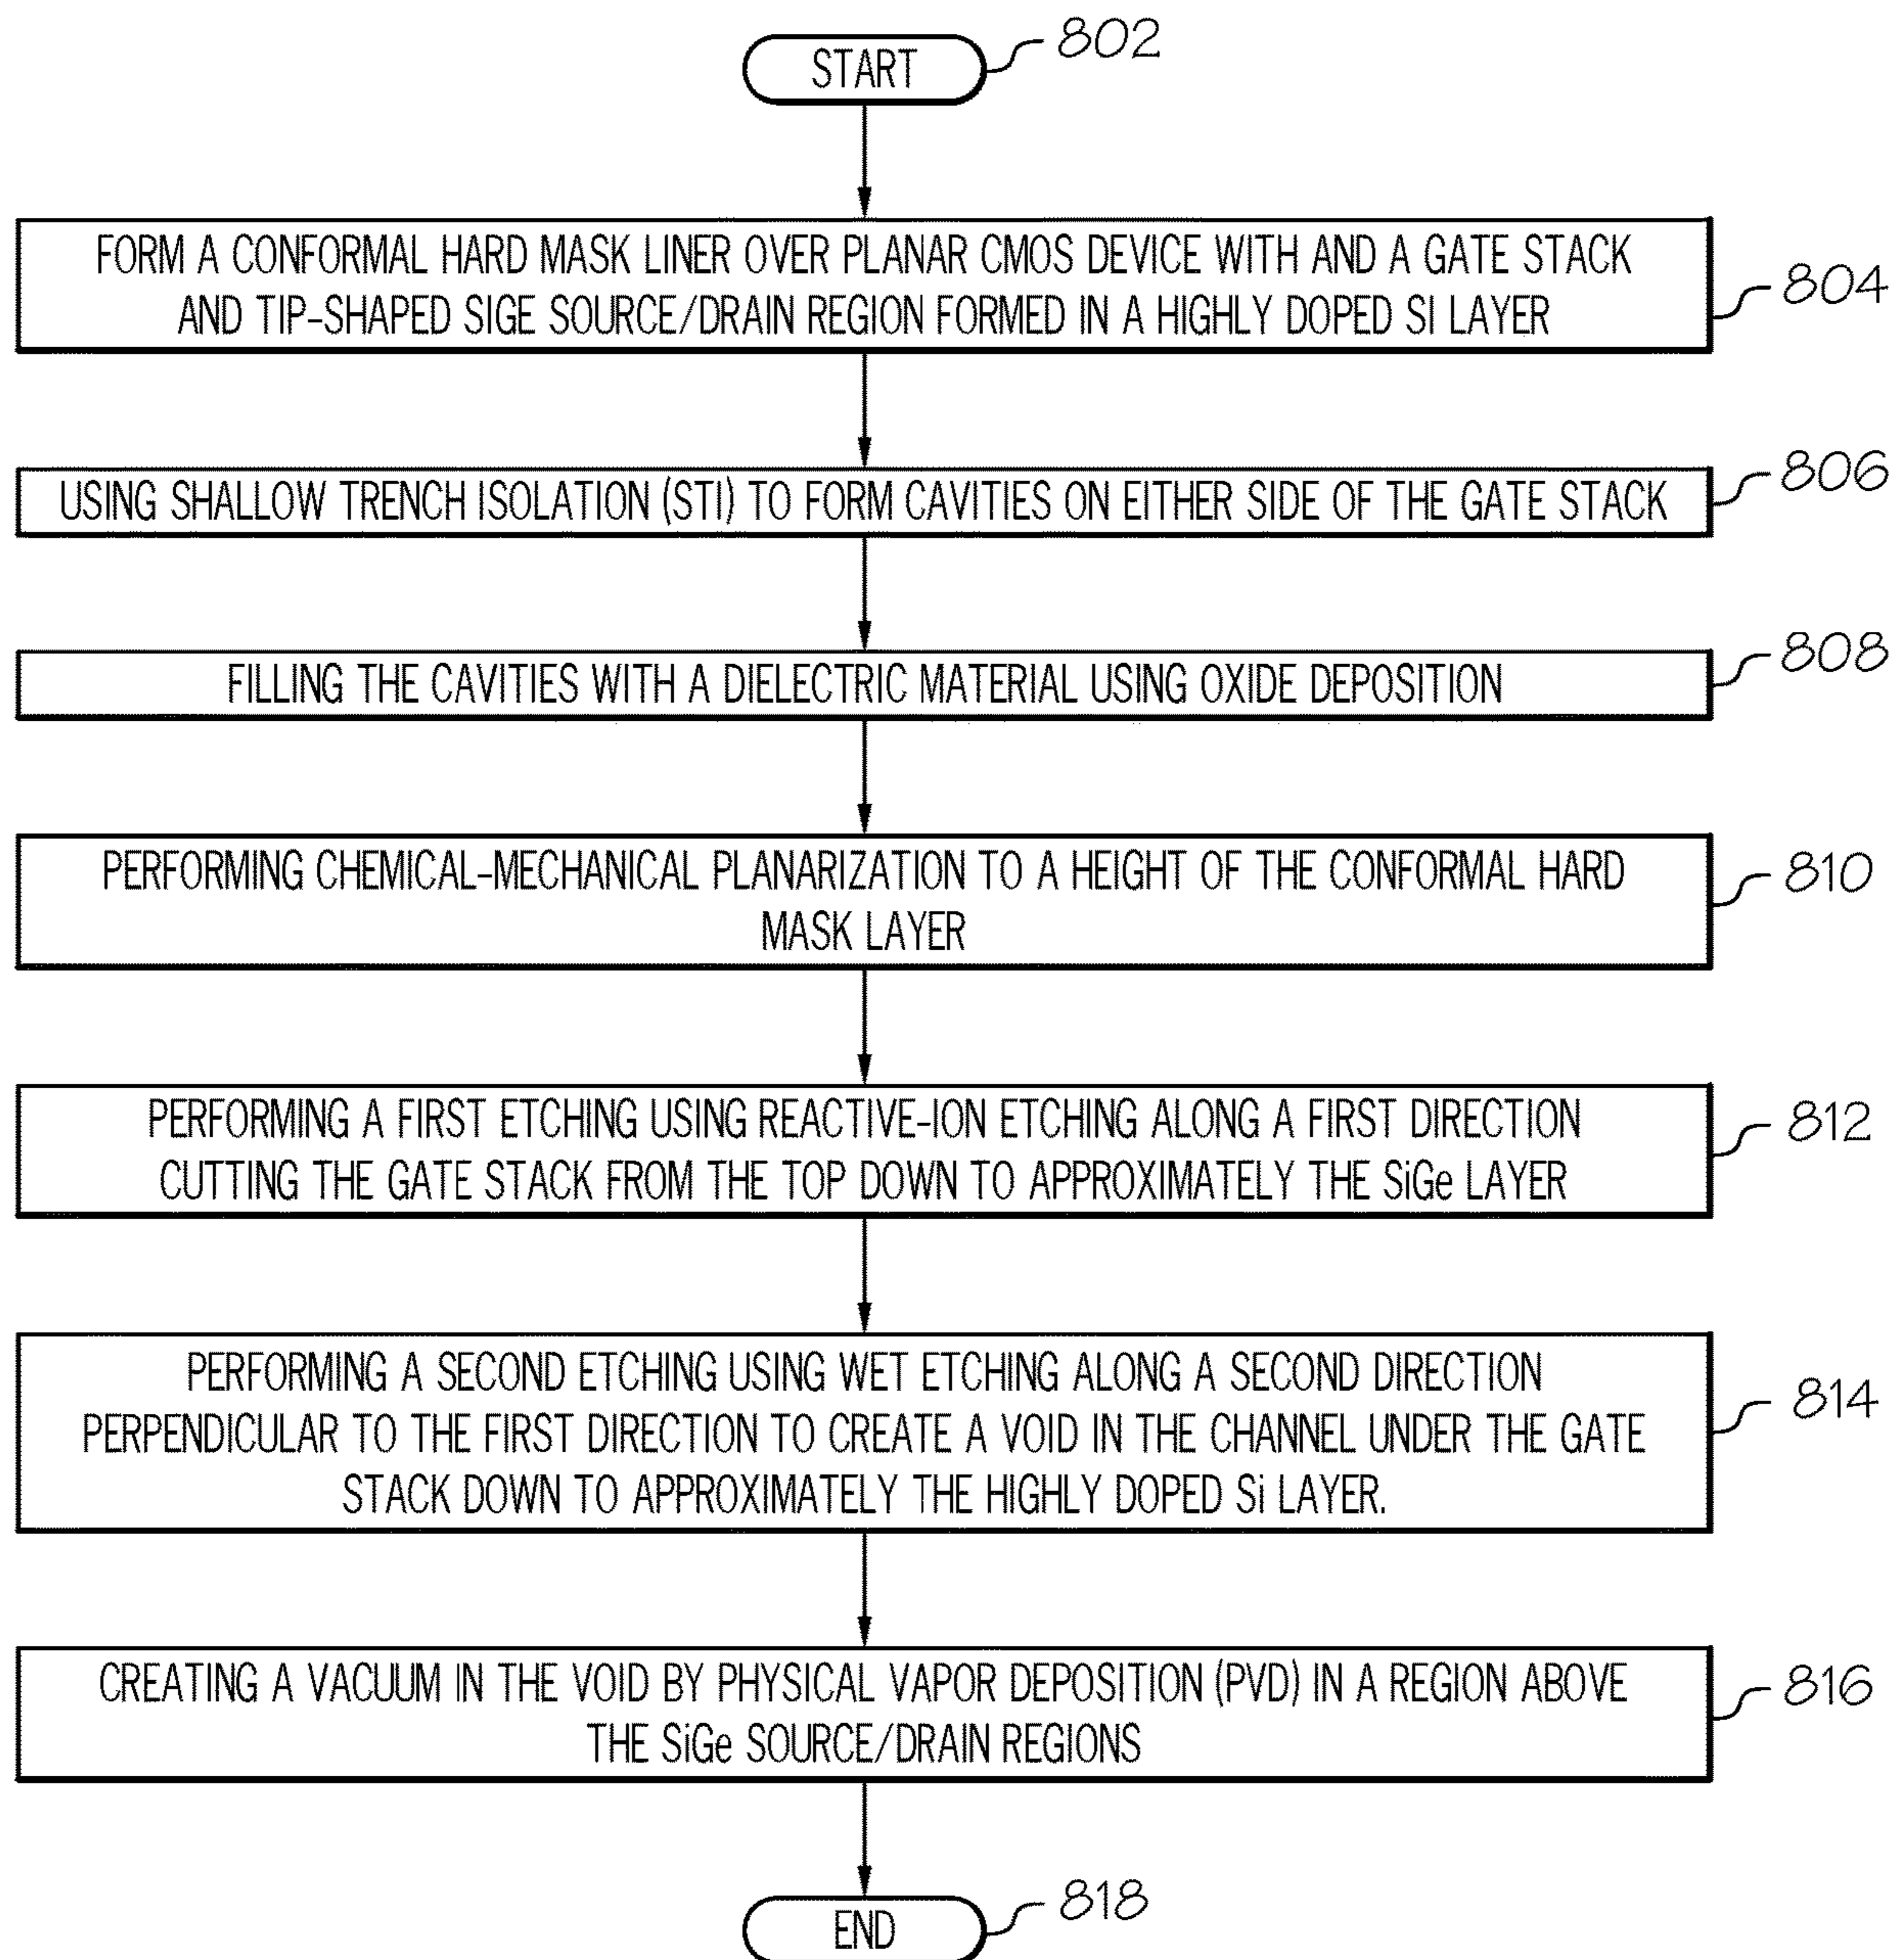 START
802
FORM A CONFORMAL HARD MASK LINER OVER PLANAR CMOS DEVICE WITH AND A GATE STACK
AND TIP-SHAPED SIGE SOURCE/DRAIN REGION FORMED IN A HIGHLY DOPED SI LAYER
804
USING SHALLOW TRENCH ISOLATION (STI) TO FORM CAVITIES ON EITHER SIDE OF THE GATE STACK
806
FILLING THE CAVITIES WITH A DIELECTRIC MATERIAL USING OXIDE DEPOSITION
808
PERFORMING CHEMICAL-MECHANICAL PLANARIZATION TO A HEIGHT OF THE CONFORMAL HARD
MASK LAYER
810
PERFORMING A FIRST ETCHING USING REACTIVE-ION ETCHING ALONG A FIRST DIRECTION
CUTTING THE GATE STACK FROM THE TOP DOWN TO APPROXIMATELY THE SiGe LAYER
812
PERFORMING A SECOND ETCHING USING WET ETCHING ALONG A SECOND DIRECTION
PERPENDICULAR TO THE FIRST DIRECTION TO CREATE A VOID IN THE CHANNEL UNDER THE GATE
STACK DOWN TO APPROXIMATELY THE HIGHLY DOPED Si LAYER.
814
CREATING A VACUUM IN THE VOID BY PHYSICAL VAPOR DEPOSITION (PVD) IN A REGION ABOVE
THE SiGe SOURCE/DRAIN REGIONS
816
END
818